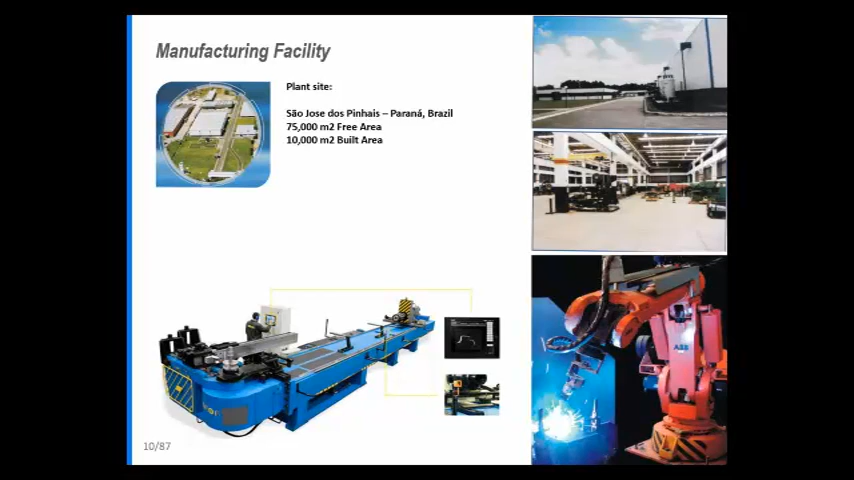 Manufacturing Facility
Plant site:
São Jose dos Pinhais – Paraná, Brazil
75,000 m2 Free Area
10,000 m2 Built Area
ABB
10/87